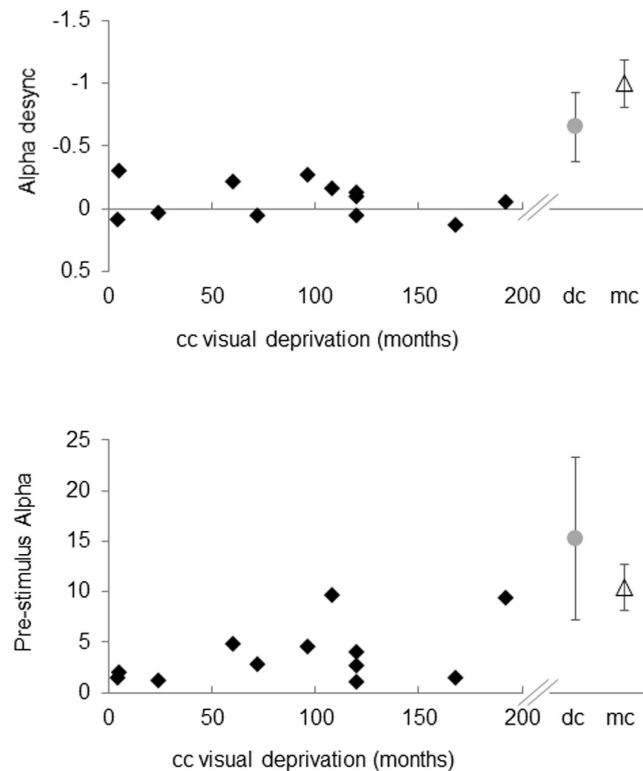 -1.5
-1
-0.5
0
0.5
Alpha desync
0 50 100 150 200 dc mc
cc visual deprivation (months)
25
20
15
10
5
0
Pre-stimulus Alpha
0 50 100 150 200 dc mc
cc visual deprivation (months)